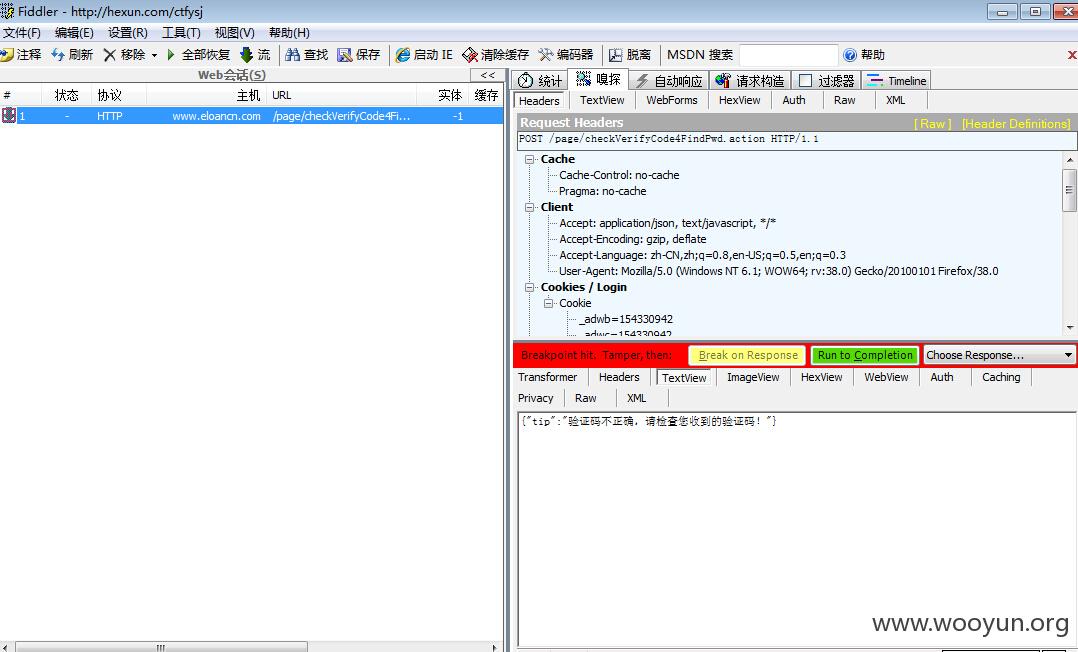 Fiddler - http://hexun.com/ctfysj
文件(F) 编辑(E) 设置(R) 工具(T) 视图(V) 帮助(H)
注释 刷新 移除 全部恢复 流 查找 保存 启动 IE 清除缓存 编码器 脱离 MSDN 搜索 帮助
Web会话(S) <<
# 状态 协议 主机 URL 实体 缓存
1 - HTTP www.eloancn.com /page/checkVerifyCode4Fi... -1
统计 嗅探 自动响应 请求构造 过滤器 Timeline
Headers TextView WebForms HexView Auth Raw XML
Request Headers [ Raw ] [Header Definitions]
POST /page/checkVerifyCode4FindPwd.action HTTP/1.1
Cache
Cache-Control: no-cache
Pragma: no-cache
Client
Accept: application/json, text/javascript, */*
Accept-Encoding: gzip, deflate
Accept-Language: zh-CN,zh;q=0.8,en-US;q=0.5,en;q=0.3
User-Agent: Mozilla/5.0 (Windows NT 6.1; WOW64; rv:38.0) Gecko/20100101 Firefox/38.0
Cookies / Login
Cookie
_adwb=154330942
_adwc=154330942
Breakpoint hit. Tamper, then: Break on Response Run to Completion Choose Response...
Transformer Headers TextView ImageView HexView WebView Auth Caching
Privacy Raw XML
{"tip":"验证码不正确，请检查您收到的验证码！"}
www.wooyun.org